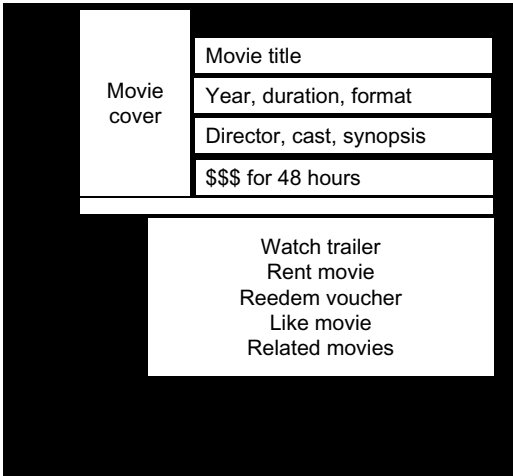 Movie
cover
Movie title
Year, duration, format
Director, cast, synopsis
$$$ for 48 hours
Watch trailer
Rent movie
Reedem voucher
Like movie
Related movies